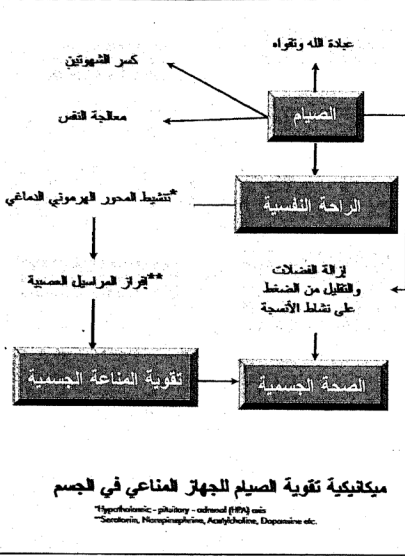 عبادة الله وتقواه
كسر الشهوتين
الصيام
معالجة النفس
الراحة النفسية
*تنشيط المحور الهرموني الدماغي
إزالة الفضلات
والتقليل من الضغط
على نشاط الأنسجة
**إفراز المراسيل العصبية
الصحة الجسمية
تقوية المناعة الجسمية
ميكانيكية تقوية الصيام للجهاز المناعي في الجسم
*Hypothalamic - pituitary - adrenal (HPA) axis
**Serotonin, Norepinephrine, Acetylcholine, Dopamine etc.